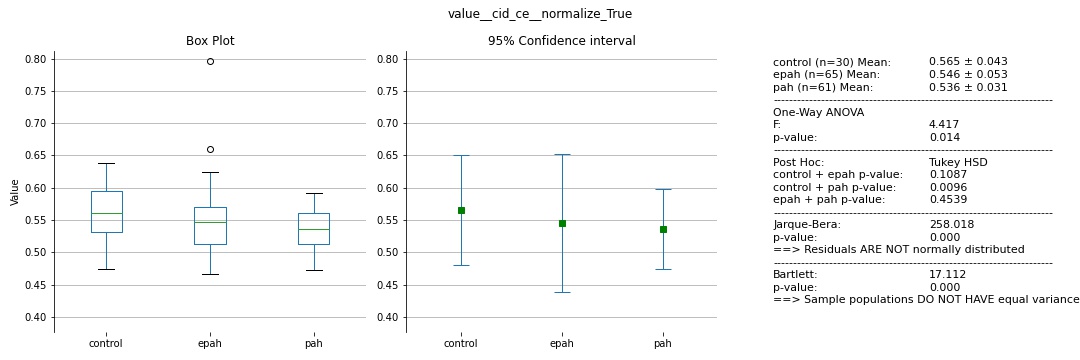 value__cid_ce__normalize_True
Box Plot
Value
0.80
0.75
0.70
0.65
0.60
0.55
0.50
0.45
0.40
control epah pah
95% Confidence interval
0.80
0.75
0.70
0.65
0.60
0.55
0.50
0.45
0.40
control epah pah
control (n=30) Mean: 0.565 ± 0.043
epah (n=65) Mean: 0.546 ± 0.053
pah (n=61) Mean: 0.536 ± 0.031
One-Way ANOVA
F: 4.417
p-value: 0.014
Post Hoc: Tukey HSD
control + epah p-value: 0.1087
control + pah p-value: 0.0096
epah + pah p-value: 0.4539
Jarque-Bera: 258.018
p-value: 0.000
==> Residuals ARE NOT normally distributed
Bartlett: 17.112
p-value: 0.000
==> Sample populations DO NOT HAVE equal variance